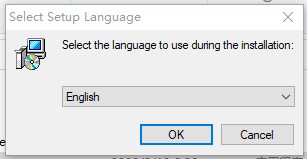 Select Setup Language
Select the language to use during the installation:
English
OK
Cancel